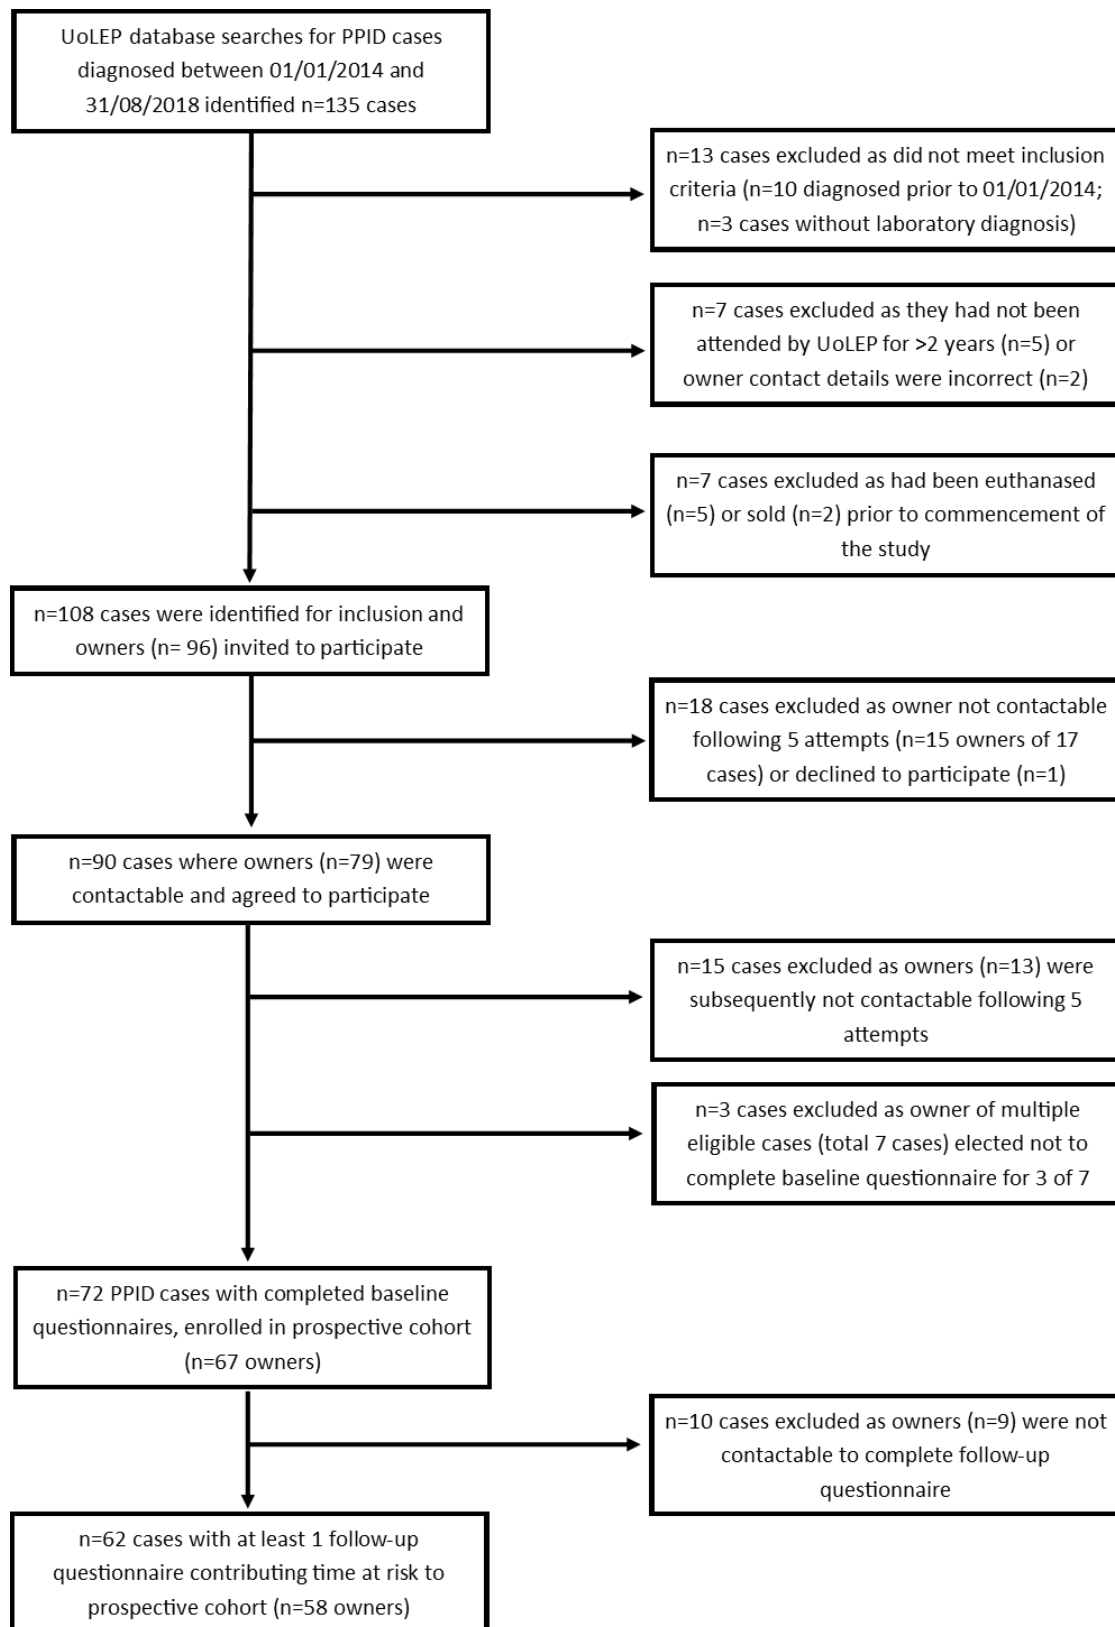 UoLEP database searches for PPID cases
diagnosed between 01/01/2014 and
31/08/2018 identified n=135 cases
n=13 cases excluded as did not meet inclusion
criteria (n=10 diagnosed prior to 01/01/2014;
n=3 cases without laboratory diagnosis)
n=7 cases excluded as they had not been
attended by UoLEP for >2 years (n=5) or
owner contact details were incorrect (n=2)
n=7 cases excluded as had been euthanased
(n=5) or sold (n=2) prior to commencement of
the study
n=108 cases were identified for inclusion and
owners (n= 96) invited to participate
n=18 cases excluded as owner not contactable
following 5 attempts (n=15 owners of 17
cases) or declined to participate (n=1)
n=90 cases where owners (n=79) were
contactable and agreed to participate
n=15 cases excluded as owners (n=13) were
subsequently not contactable following 5
attempts
n=3 cases excluded as owner of multiple
eligible cases (total 7 cases) elected not to
complete baseline questionnaire for 3 of 7
n=72 PPID cases with completed baseline
questionnaires, enrolled in prospective cohort
(n=67 owners)
n=10 cases excluded as owners (n=9) were not
contactable to complete follow-up
questionnaire
n=62 cases with at least 1 follow-up
questionnaire contributing time at risk to
prospective cohort (n=58 owners)